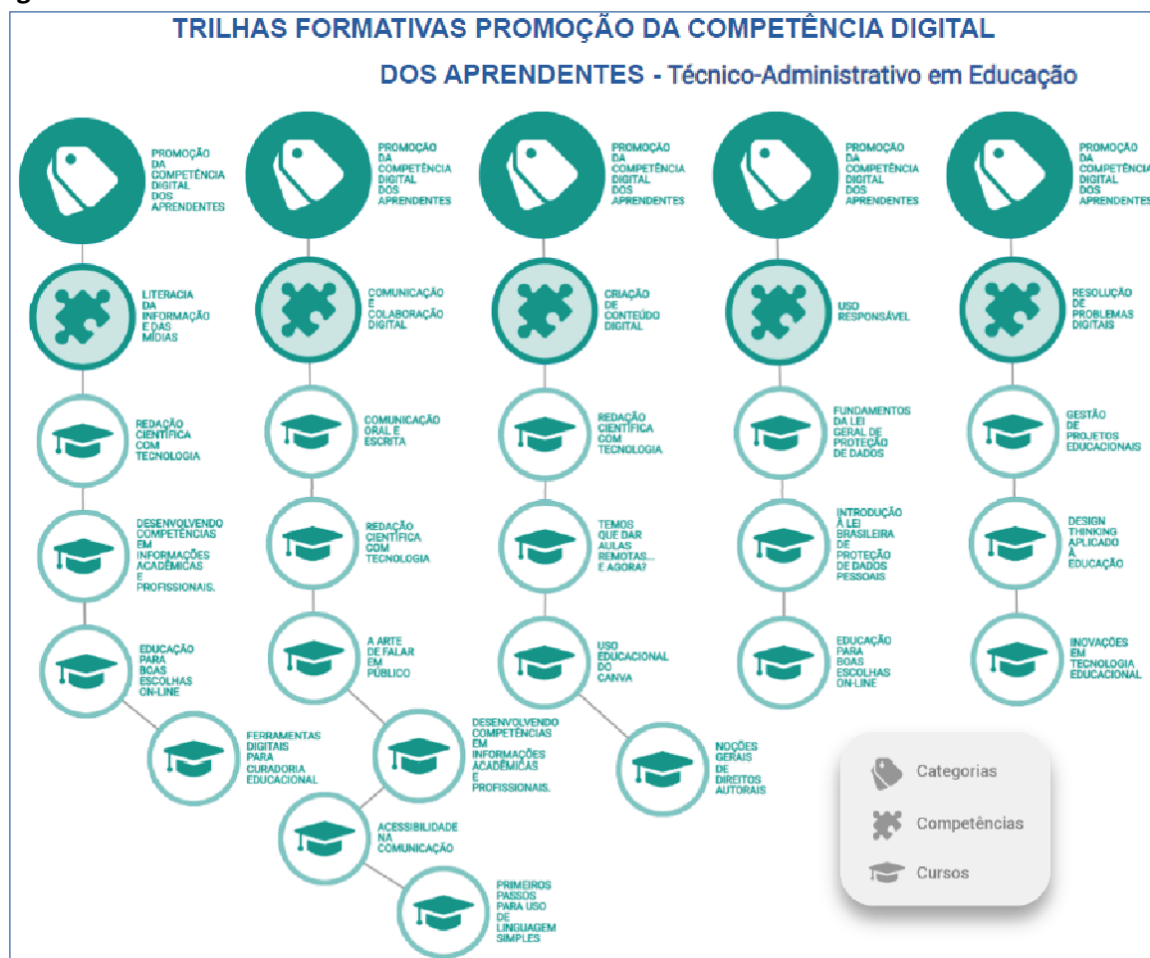 TRILHAS FORMATIVAS PROMOÇÃO DA COMPETÊNCIA DIGITAL
DOS APRENDENTES - Técnico-Administrativo em Educação
PROMOÇÃO
DA
COMPETÊNCIA
DIGITAL
DOS
APRENDENTES
LITERACIA
DA
INFORMAÇÃO
E DAS
MÍDIAS
REDAÇÃO
CIENTÍFICA
COM
TECNOLOGIA
DESENVOLVENDO
COMPETÊNCIAS
EM
INFORMAÇÕES
ACADÊMICAS
E
PROFISSIONAIS.
EDUCAÇÃO
PARA
BOAS
ESCOLHAS
ON-LINE
FERRAMENTAS
DIGITAIS
PARA
CURADORIA
EDUCACIONAL
PROMOÇÃO
DA
COMPETÊNCIA
DIGITAL
DOS
APRENDENTES
COMUNICAÇÃO
E
COLABORAÇÃO
DIGITAL
COMUNICAÇÃO
ORAL E
ESCRITA
REDAÇÃO
CIENTÍFICA
COM
TECNOLOGIA
A ARTE
DE FALAR
EM
PÚBLICO
DESENVOLVENDO
COMPETÊNCIAS
EM
INFORMAÇÕES
ACADÊMICAS
E
PROFISSIONAIS.
ACESSIBILIDADE
NA
COMUNICAÇÃO
PRIMEIROS
PASSOS
PARA USO
DE
LINGUAGEM
SIMPLES
PROMOÇÃO
DA
COMPETÊNCIA
DIGITAL
DOS
APRENDENTES
CRIAÇÃO
DE
CONTEÚDO
DIGITAL
REDAÇÃO
CIENTÍFICA
COM
TECNOLOGIA
TEMOS
QUE DAR
AULAS
REMOTAS...
E AGORA?
USO
EDUCACIONAL
DO
CANVA
NOÇÕES
GERAIS
DE
DIREITOS
AUTORAIS
PROMOÇÃO
DA
COMPETÊNCIA
DIGITAL
DOS
APRENDENTES
USO
RESPONSÁVEL
FUNDAMENTOS
DA LEI
GERAL DE
PROTEÇÃO
DE DADOS
INTRODUÇÃO
À LEI
BRASILEIRA
DE
PROTEÇÃO
DE DADOS
PESSOAIS
EDUCAÇÃO
PARA
BOAS
ESCOLHAS
ON-LINE
PROMOÇÃO
DA
COMPETÊNCIA
DIGITAL
DOS
APRENDENTES
RESOLUÇÃO
DE
PROBLEMAS
DIGITAIS
GESTÃO
DE
PROJETOS
EDUCACIONAIS
DESIGN
THINKING
APLICADO
À
EDUCAÇÃO
INOVAÇÕES
EM
TECNOLOGIA
EDUCACIONAL
Categorias
Competências
Cursos